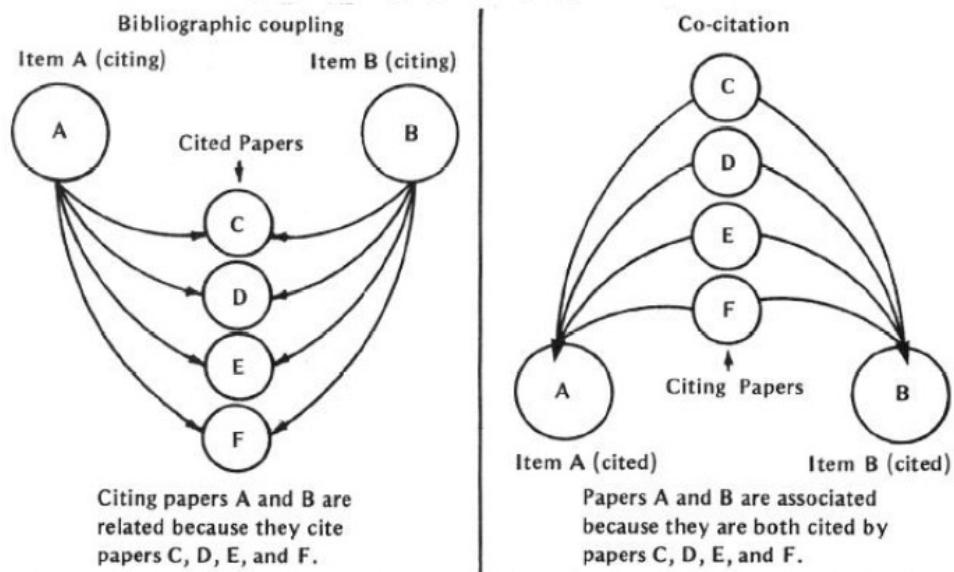 Bibliographic coupling
Item A (citing)
Item B (citing)
A
B
Cited Papers
C
D
E
F
Citing papers A and B are
related because they cite
papers C, D, E, and F.
Co-citation
C
D
E
F
A
Citing Papers
B
Item A (cited)
Item B (cited)
Papers A and B are associated
because they are both cited by
papers C, D, E, and F.